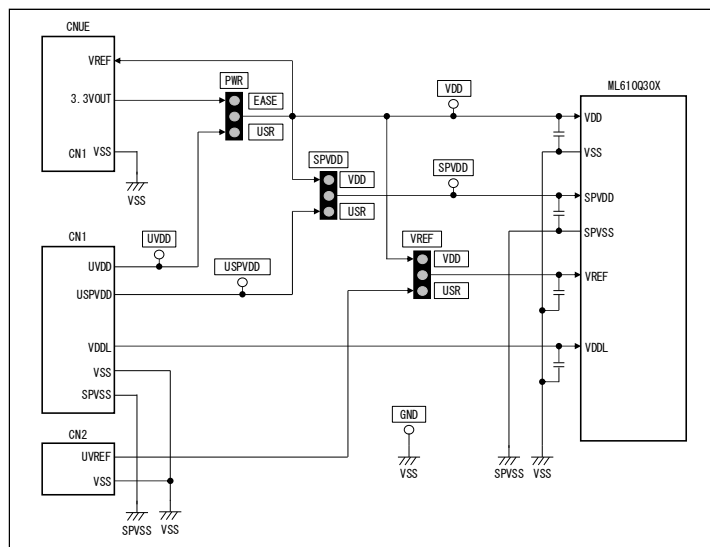 CNUE
VREF
3.3VOUT
CN1
VSS
VSS
PWR
EASE
USR
VDD
ML610Q30X
VDD
VSS
SPVDD
VDD
USR
SPVDD
SPVDD
SPVSS
CN1
UVDD
UVDD
USPVDD
USPVDD
VREF
VDD
USR
VREF
VDDL
VDDL
VSS
SPVSS
CN2
UVREF
VSS
GND
VSS
SPVSS
VSS
SPVSS
VSS